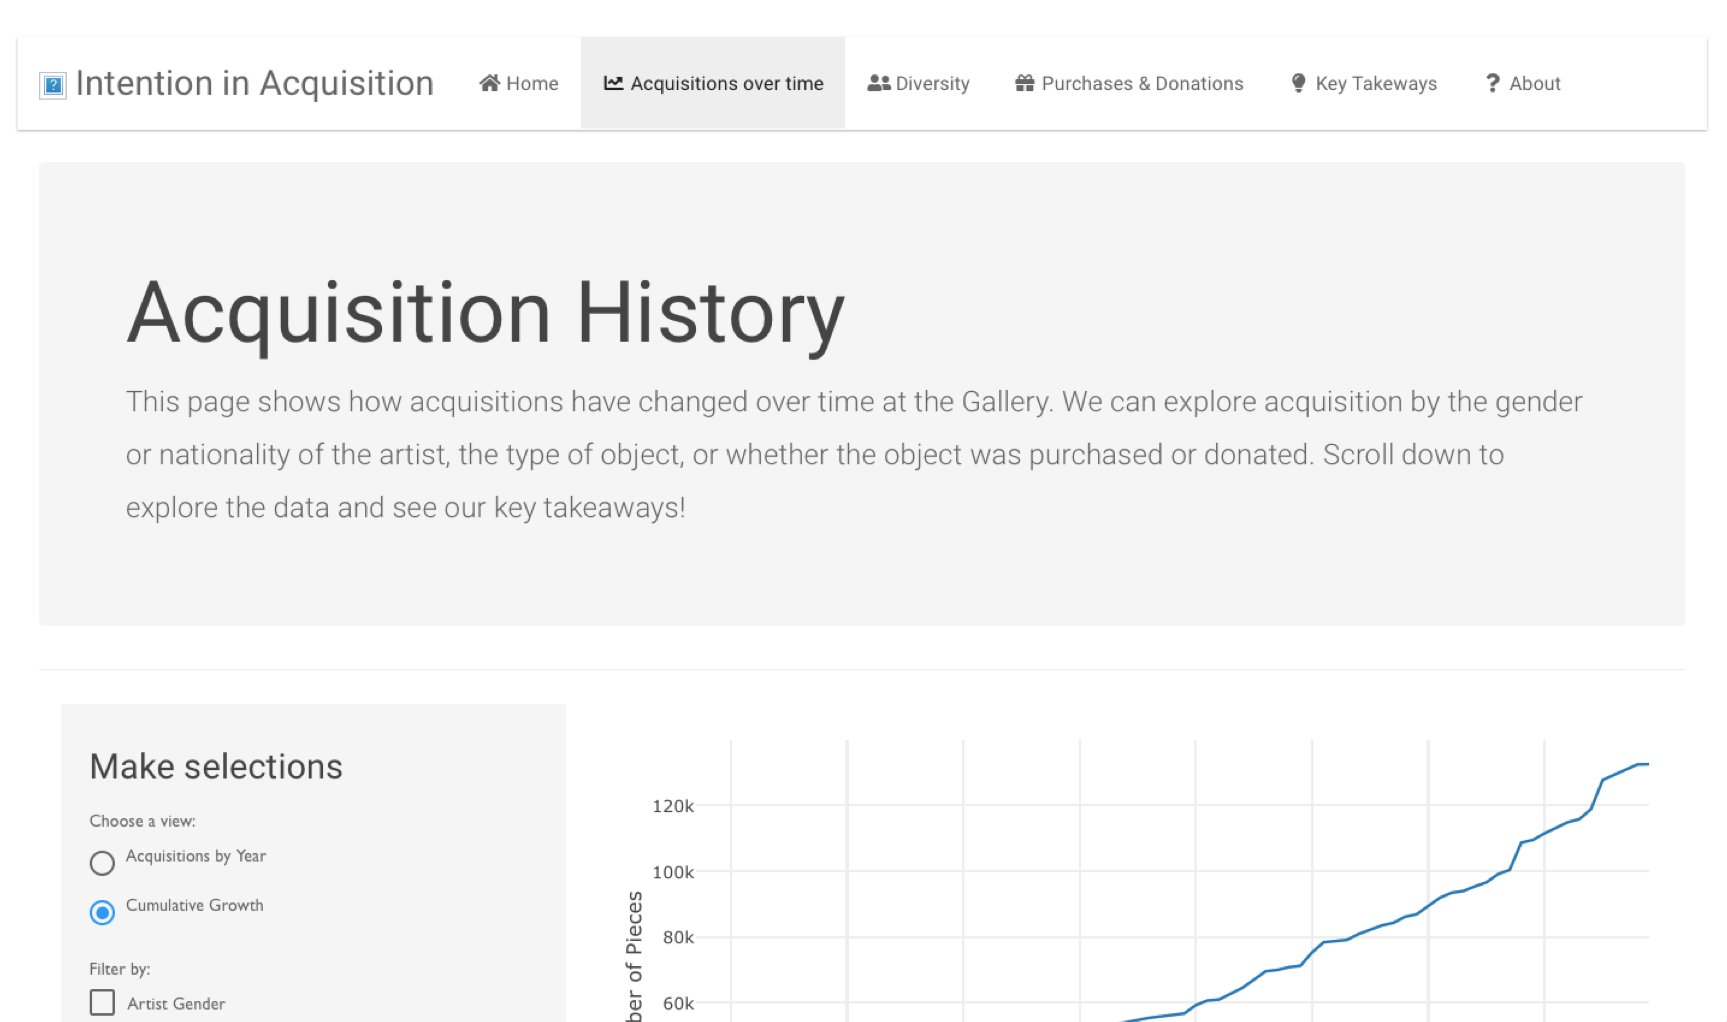 Intention in Acquisition Home Acquisitions over time Diversity Purchases & Donations Key Takeways ? About
Acquisition History
This page shows how acquisitions have changed over time at the Gallery. We can explore acquisition by the gender
or nationality of the artist, the type of object, or whether the object was purchased or donated. Scroll down to
explore the data and see our key takeaways!
Make selections
Choose a view:
Acquisitions by Year
Cumulative Growth
Filter by:
Artist Gender
120k
100k
80k
60k
ber of Pieces